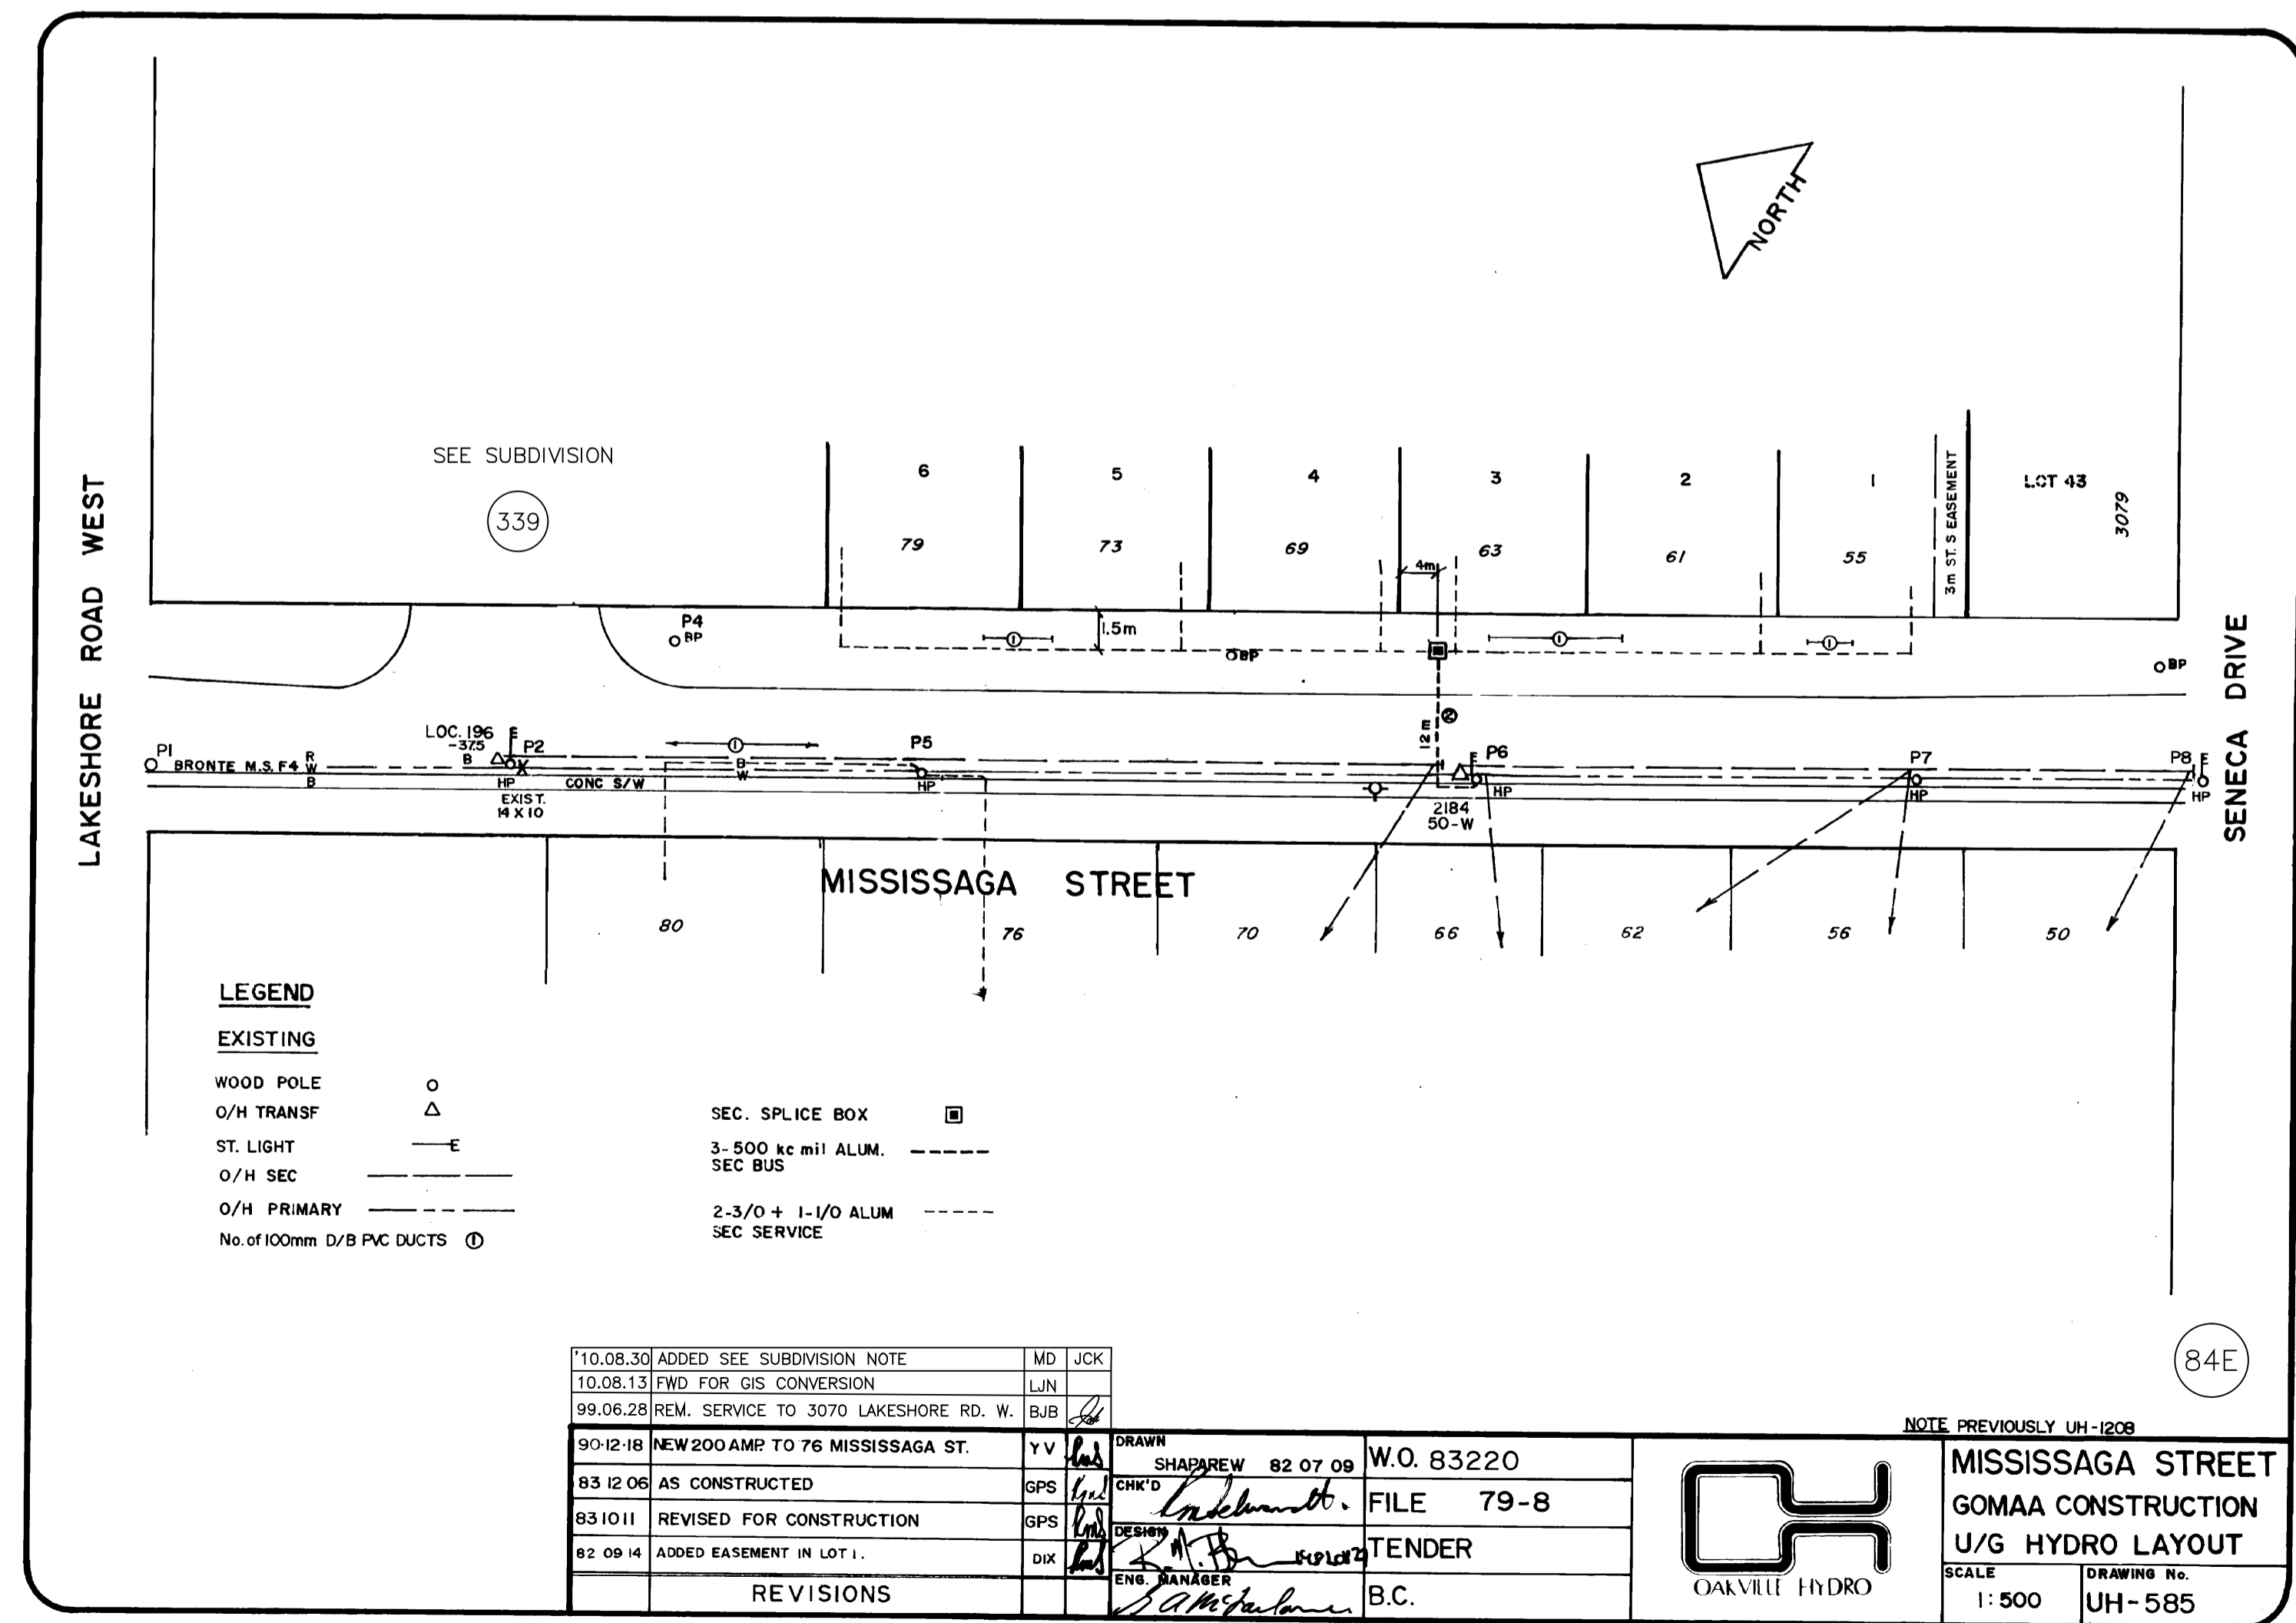 NORTH
LAKESHORE ROAD WEST
SEE SUBDIVISION
339
6
5
4
3
2
1
LOT 43
3079
3m ST. S EASEMENT
79
73
69
63
61
55
4m
1.5m
P4
BP
BP
BP
SENECA DRIVE
12m
2
LOC. 196
-37.5
B
P1
BRONTE M.S. F4
R
W
B
P2
X
HP
EXIST.
14 X 10
CONC S/W
1
1
1
1
B
W
P5
HP
P6
HP
2184
50-W
P7
HP
P8
HP
MISSISSAGA STREET
80
76
70
66
62
56
50
LEGEND
EXISTING
WOOD POLE
O/H TRANSF
ST. LIGHT
O/H SEC
O/H PRIMARY
No. of 100mm D/B PVC DUCTS 1
SEC. SPLICE BOX
3-500 kc mil ALUM.
SEC BUS
2-3/0 + 1-1/0 ALUM
SEC SERVICE
84E
NOTE PREVIOUSLY UH-1208
'10.08.30 ADDED SEE SUBDIVISION NOTE MD JCK
10.08.13 FWD FOR GIS CONVERSION LJN
99.06.28 REM. SERVICE TO 3070 LAKESHORE RD. W. BJB
90.12.18 NEW 200 AMP. TO 76 MISSISSAGA ST. YV
83 12 06 AS CONSTRUCTED GPS
83 10 11 REVISED FOR CONSTRUCTION GPS
82 09 14 ADDED EASEMENT IN LOT 1. DIX
REVISIONS
DRAWN
SHAPAREW 82 07 09
CHK'D
DESIGN
ENG. MANAGER
W.O. 83220
FILE 79-8
TENDER
B.C.
OAKVILLE HYDRO
MISSISSAGA STREET
GOMAA CONSTRUCTION
U/G HYDRO LAYOUT
SCALE
1:500
DRAWING No.
UH-585